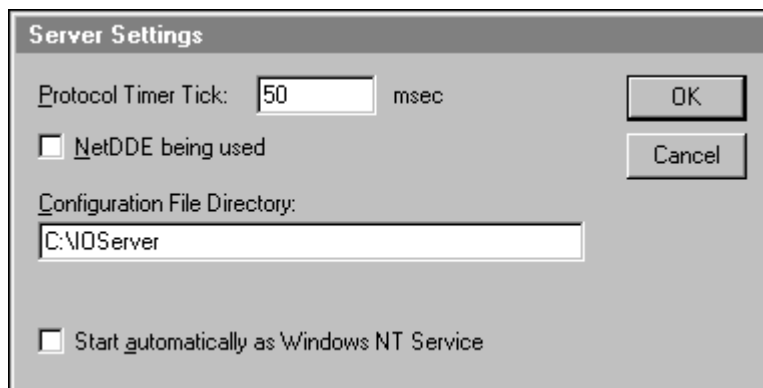 Server Settings
Protocol Timer Tick: 50 msec
OK
NetDDE being used
Cancel
Configuration File Directory:
C:\IOServer
Start automatically as Windows NT Service